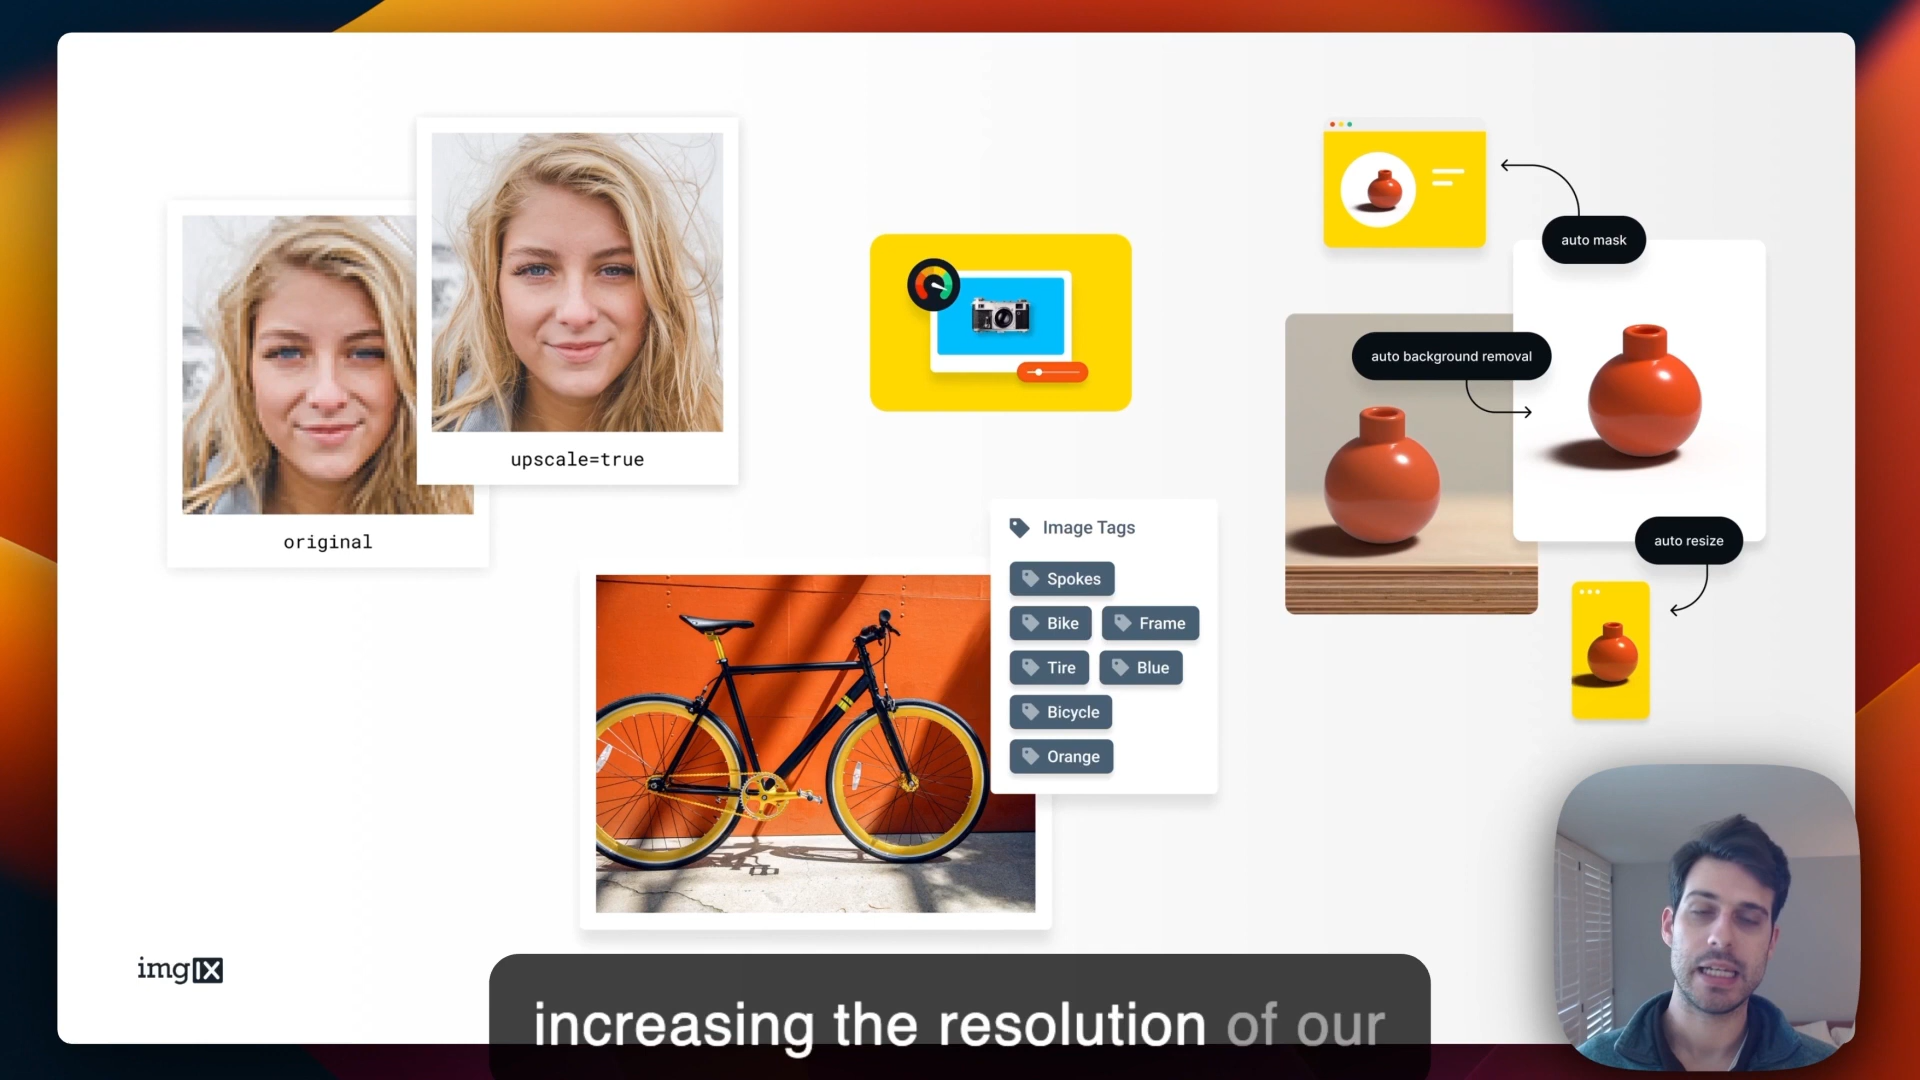 upscale=true
original
Image Tags
Spokes
Bike Frame
Tire Blue
Bicycle
Orange
auto mask
auto background removal
auto resize
imgIX
increasing the resolution of our